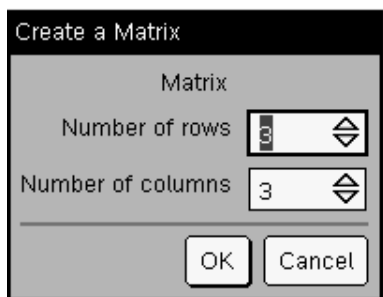 Create a Matrix
Matrix
Number of rows 3
Number of columns 3
OK Cancel